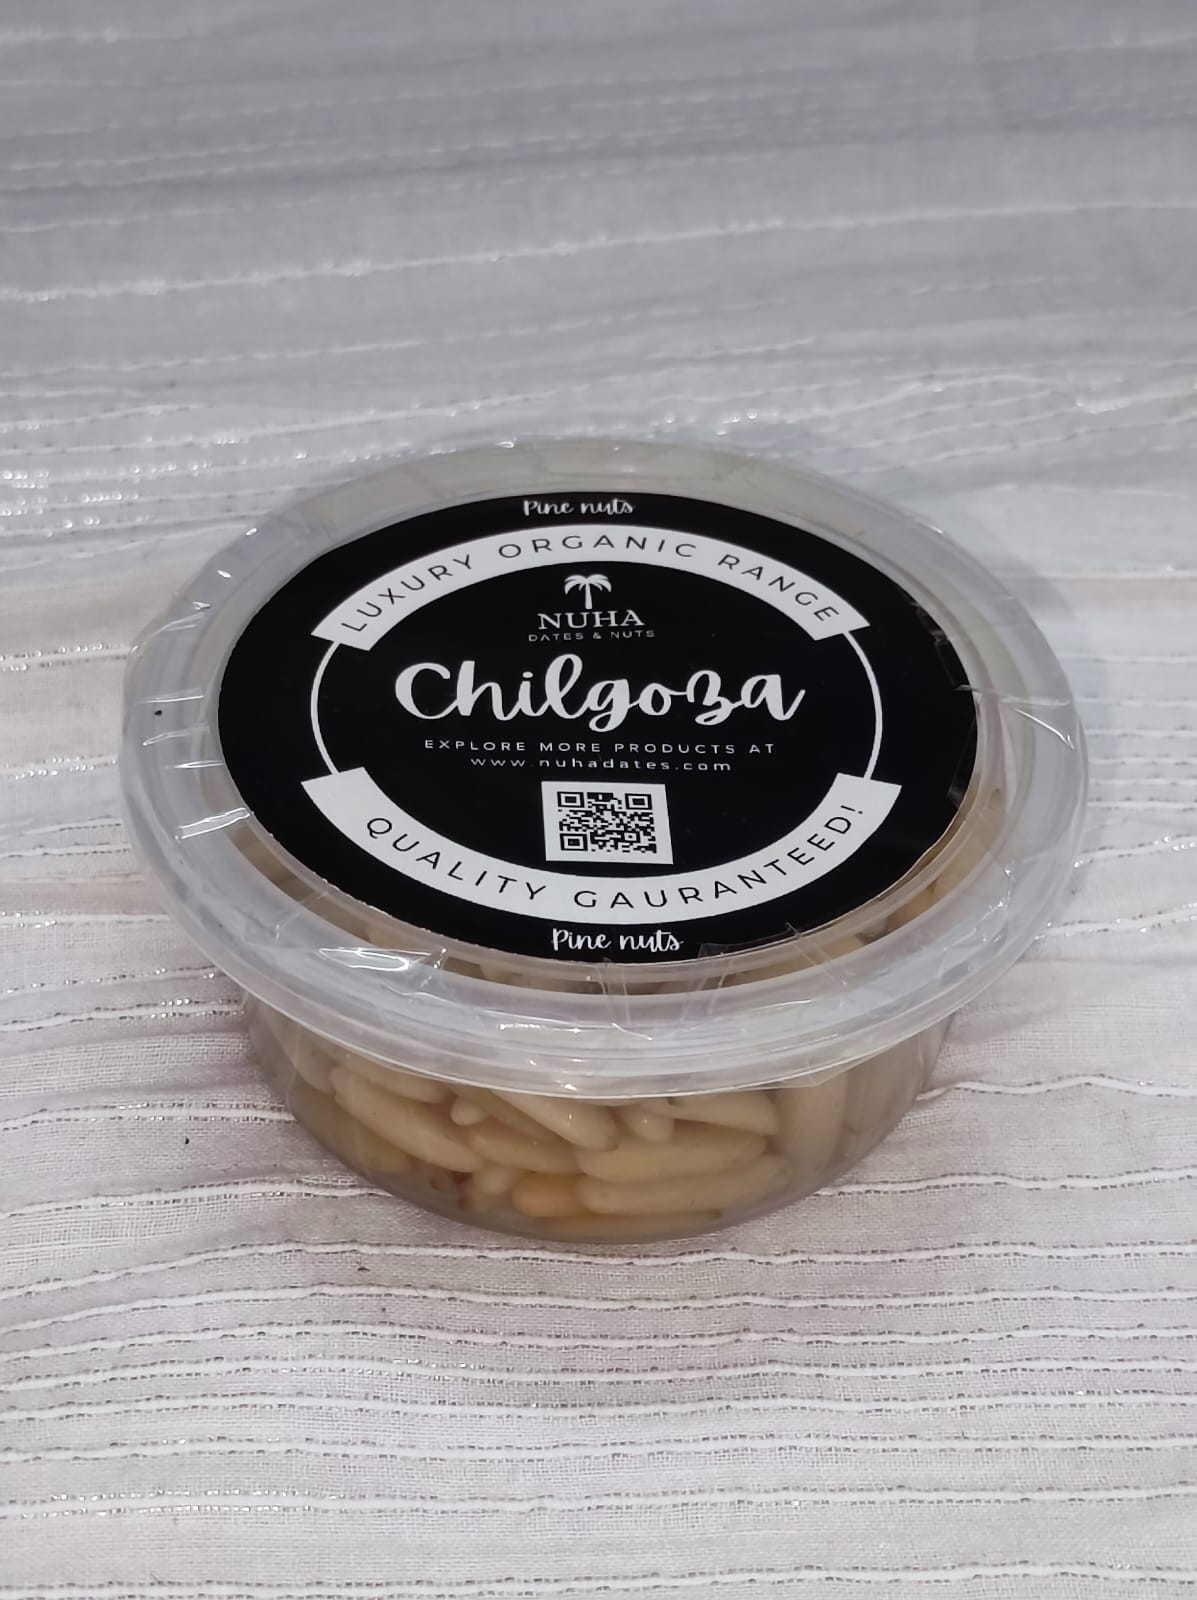 Pine nuts
LUXURY ORGANIC RANGE
NUHA
DATES & NUTS
Chilgoza
EXPLORE MORE PRODUCTS AT
www.nuhadates.com
QUALITY GAURANTEED!
Pine nuts